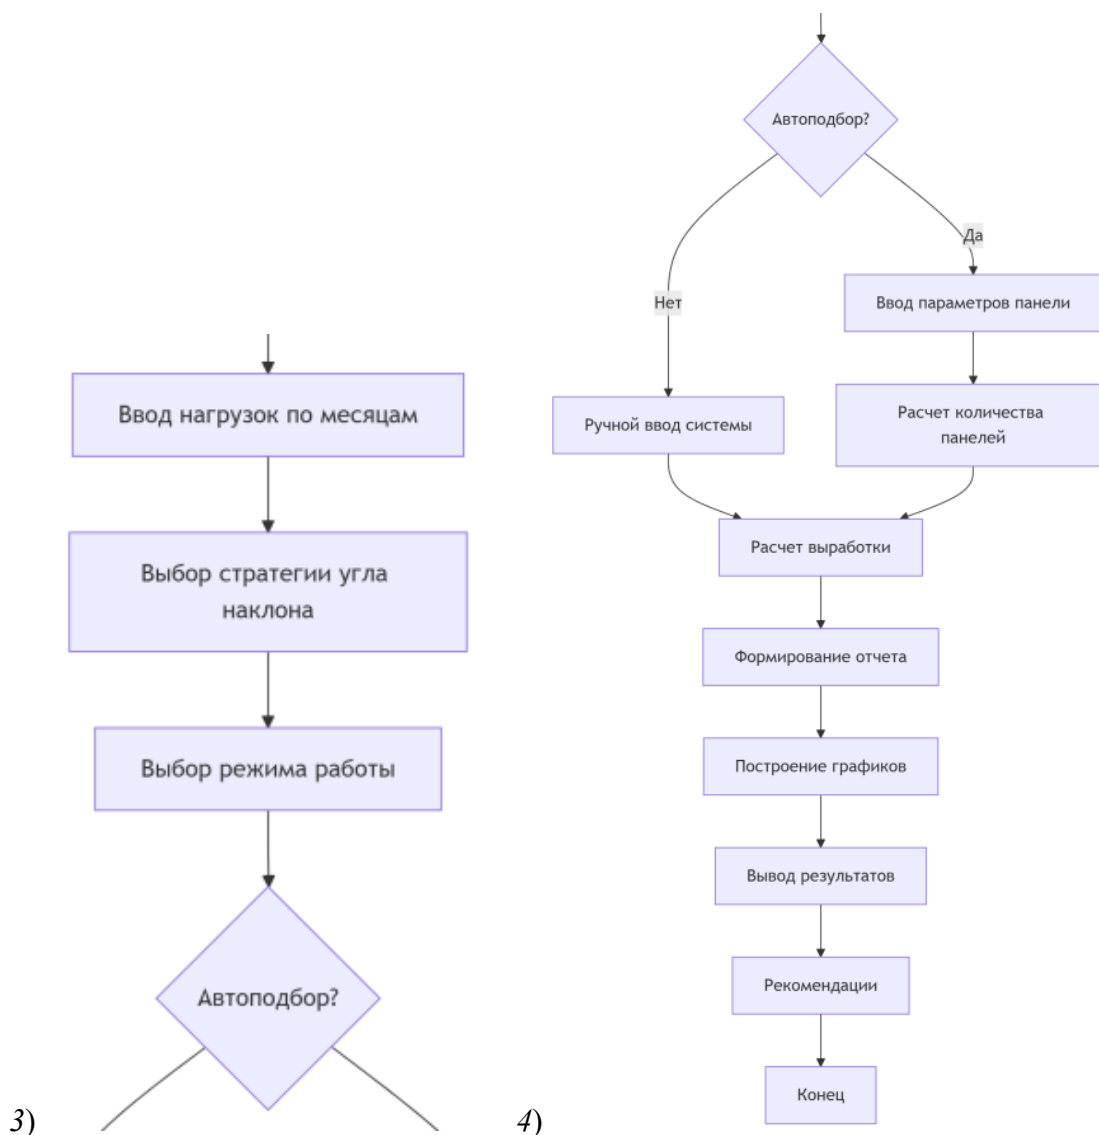 Ввод нагрузок по месяцам
Выбор стратегии угла
наклона
Выбор режима работы
Автоподбор?
3)
Автоподбор?
Да
Нет
Ввод параметров панели
Ручной ввод системы
Расчет количества
панелей
Расчет выработки
Формирование отчета
Построение графиков
Вывод результатов
Рекомендации
Конец
4)